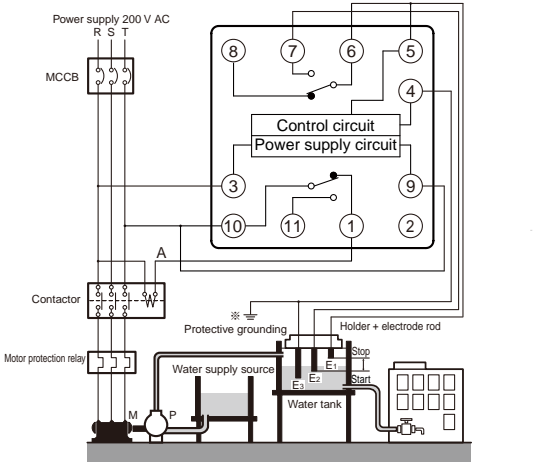 Power supply 200 V AC
R S T
MCCB
8 7 6 5
4
Control circuit
Power supply circuit
3 9
10 11 1 2
A
Contactor
※
Protective grounding
Holder + electrode rod
Motor protection relay
Water supply source
Stop
E1
E2
E3
Start
Water tank
M P